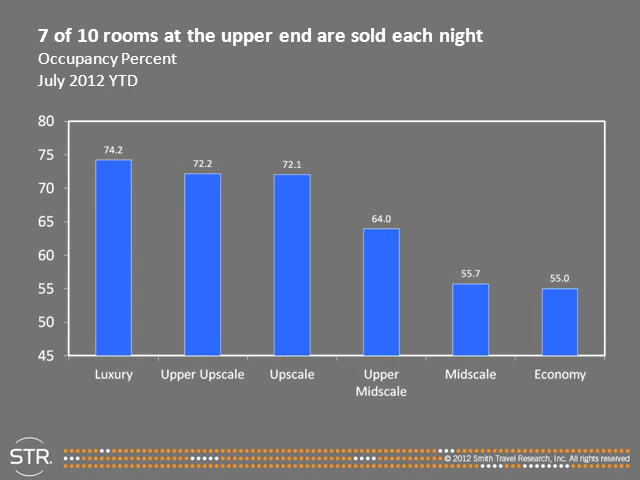 7 of 10 rooms at the upper end are sold each night
Occupancy Percent
July 2012 YTD
80
75
70
65
60
55
50
45
74.2
72.2
72.1
64.0
55.7
55.0
Luxury
Upper Upscale
Upscale
Upper
Midscale
Midscale
Economy
STR.
© 2012 Smith Travel Research, Inc. All rights reserved